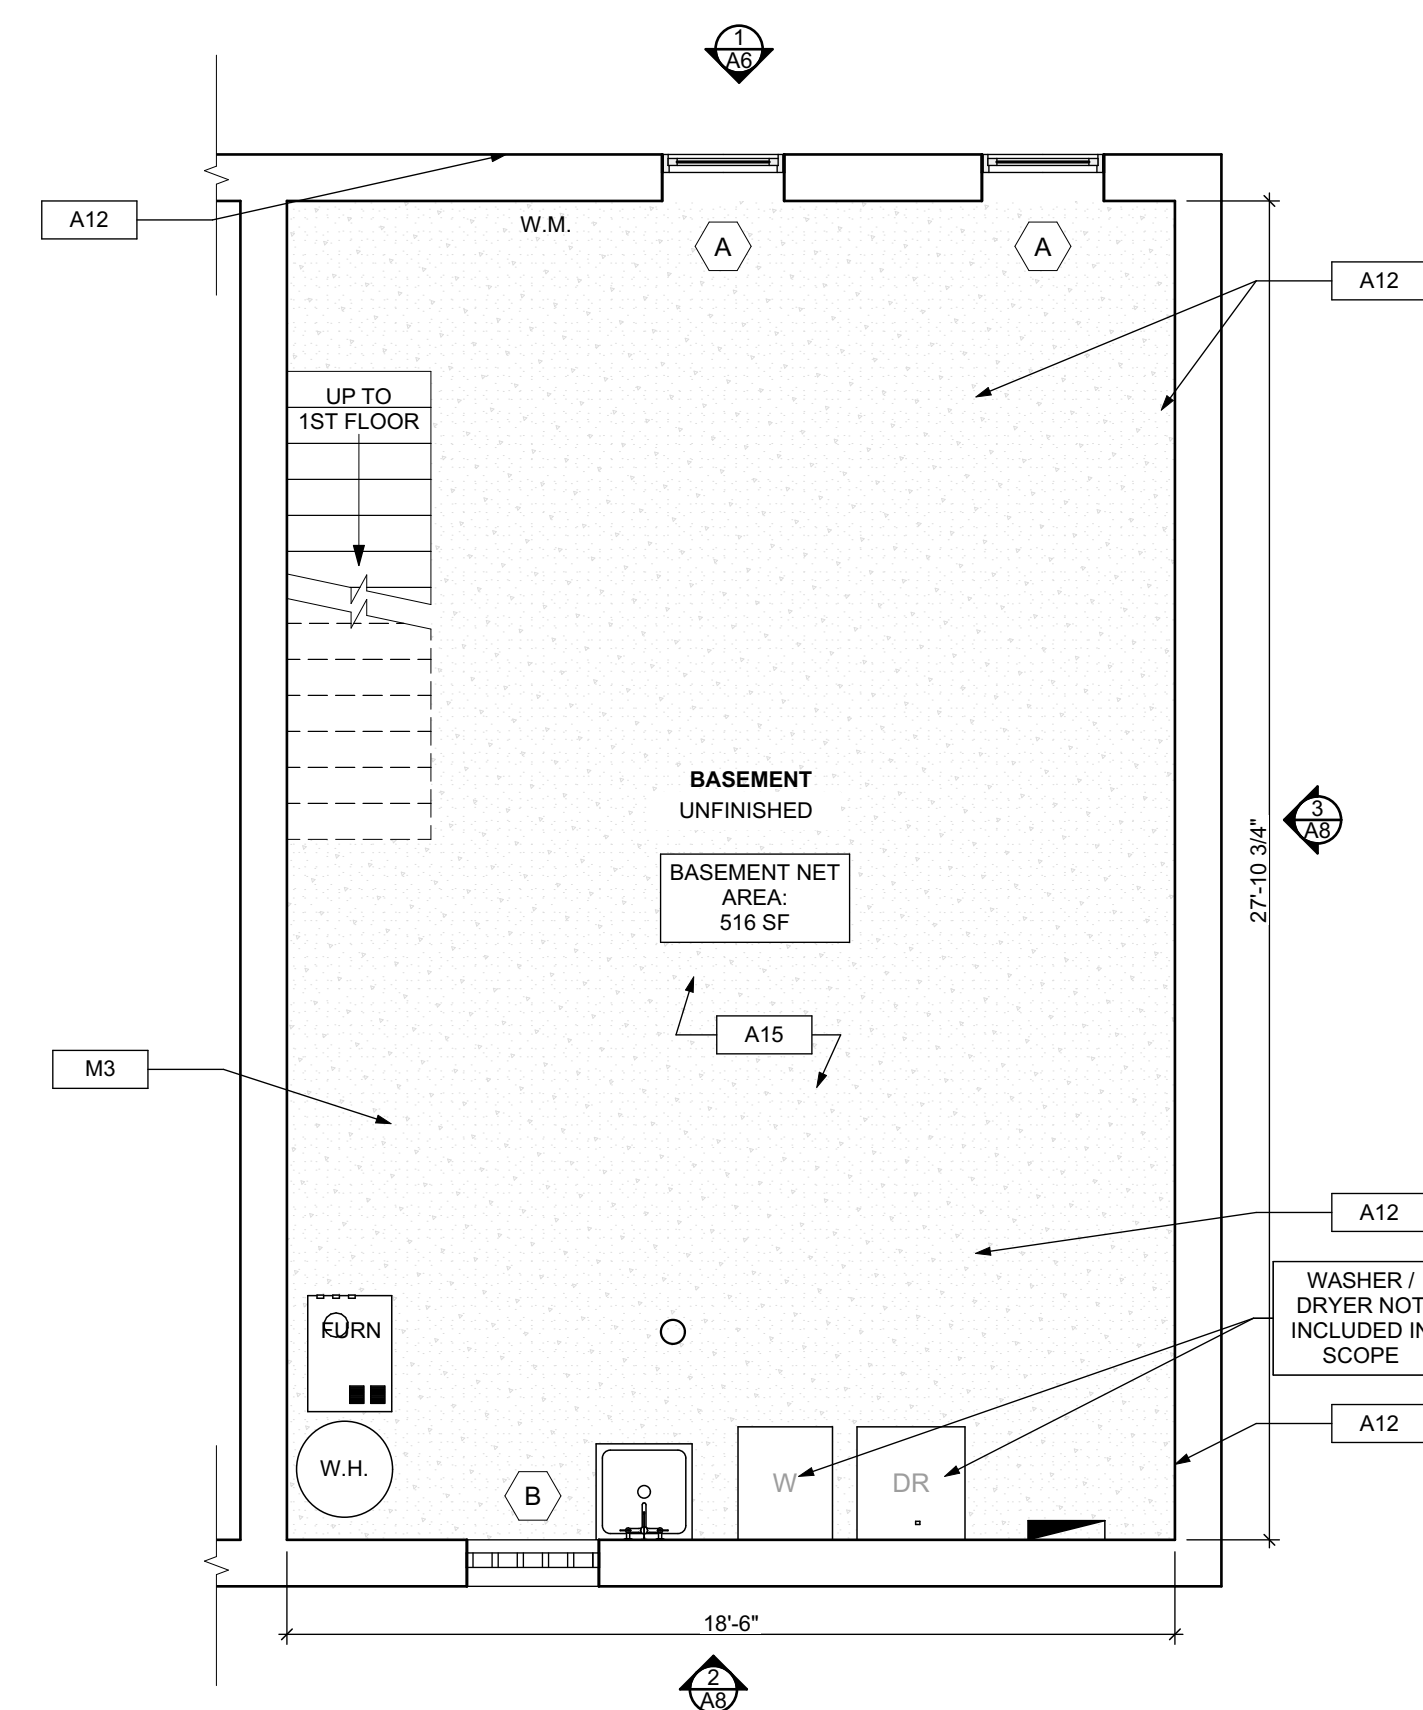 1
A6
A12
W.M.
A
A
A12
UP TO
1ST FLOOR
BASEMENT
UNFINISHED
3
A8
27'-10 3/4"
BASEMENT NET
AREA:
516 SF
A15
M3
A12
WASHER /
DRYER NOT
INCLUDED IN
SCOPE
FURN
A12
W.H.
B
W
DR
18'-6"
2
A8